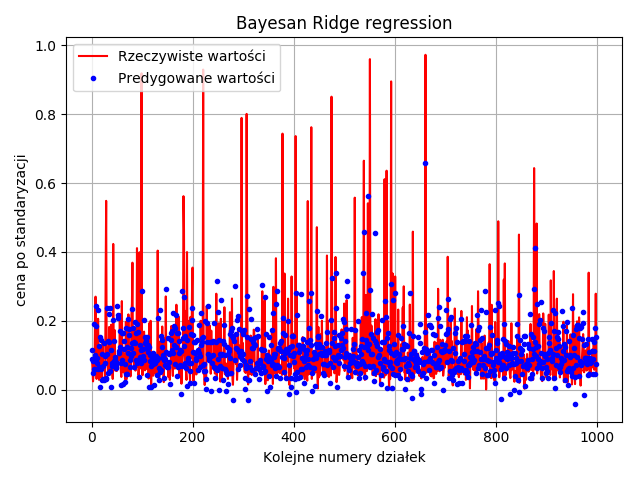 Bayesan Ridge regression
Rzeczywiste wartości
Predygowane wartości
cena po standaryzacji
1.0
0.8
0.6
0.4
0.2
0.0
0
200
400
600
800
1000
Kolejne numery działek